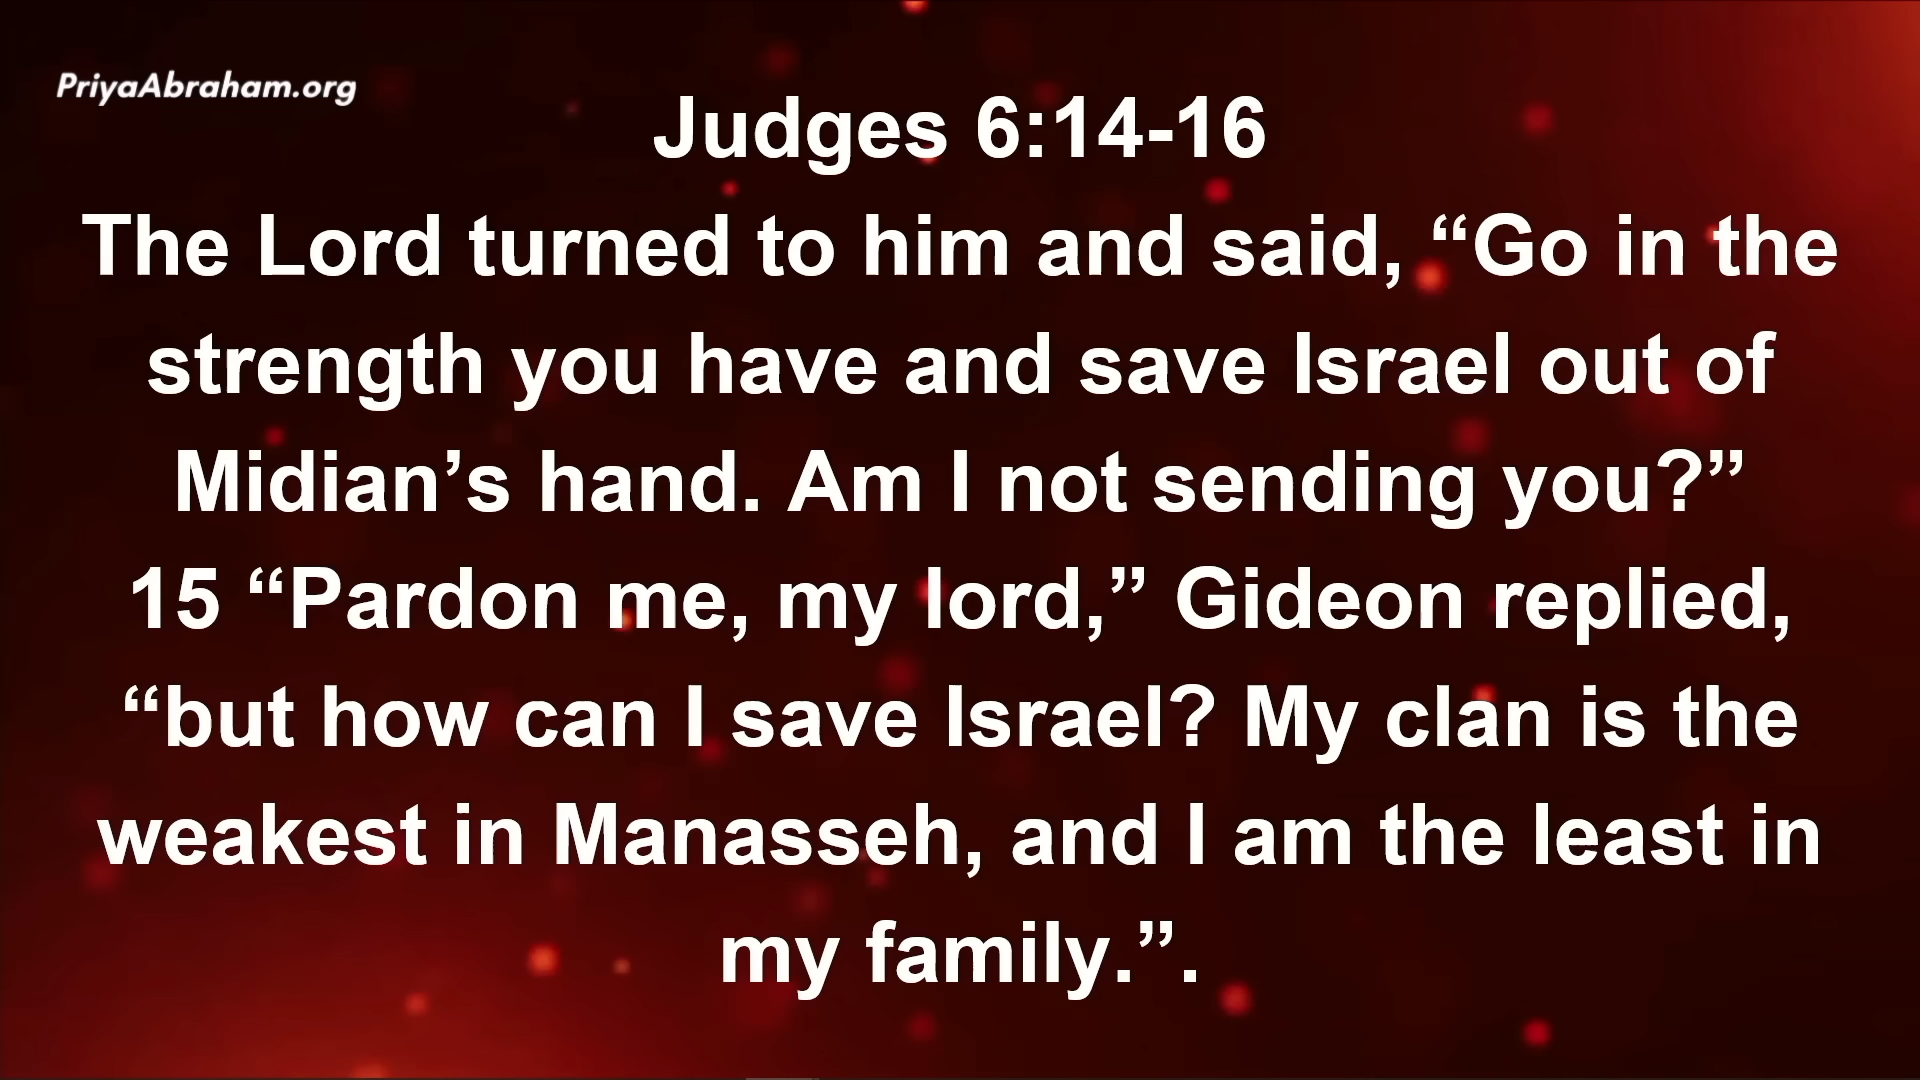 PriyaAbraham.org
Judges 6:14-16
The Lord turned to him and said, “Go in the
strength you have and save Israel out of
Midian’s hand. Am I not sending you?”
15 “Pardon me, my lord,” Gideon replied,
“but how can I save Israel? My clan is the
weakest in Manasseh, and I am the least in
my family.”.